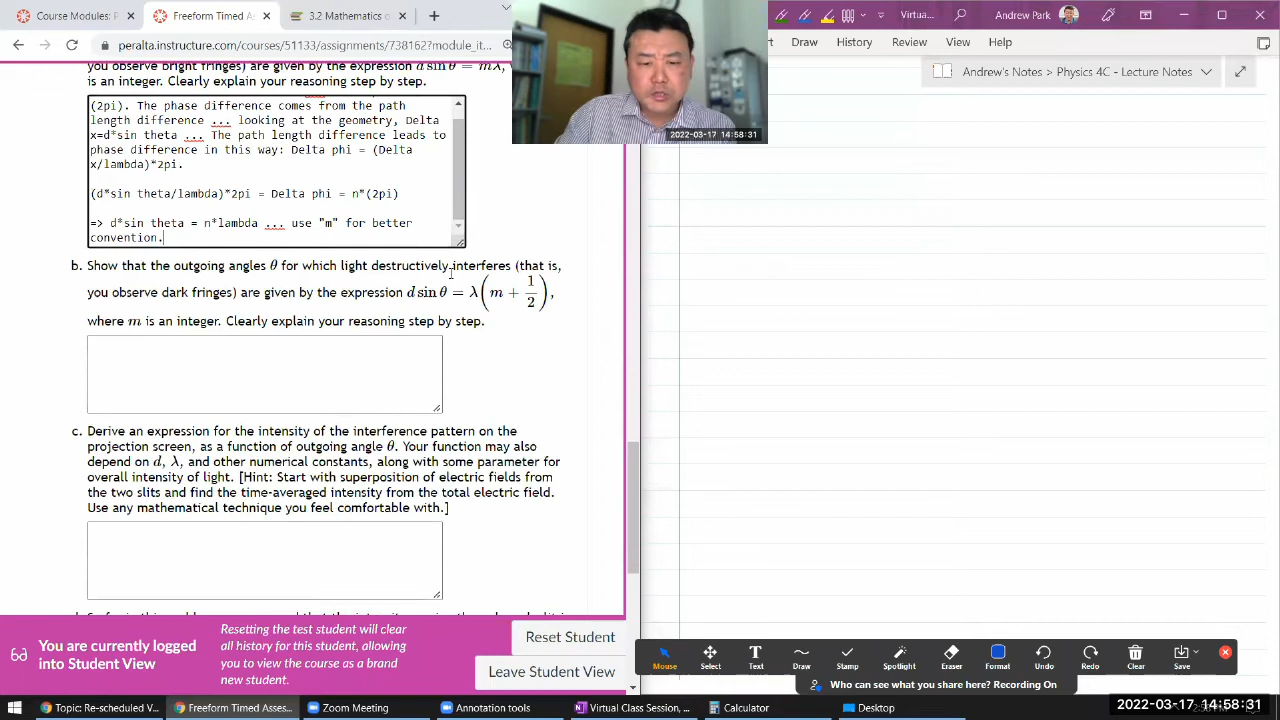 Course Modules: P
Freeform Timed As
3.2 Mathematics o
peralta.instructure.com/courses/51133/assignments/738162?module_it...
Virtua...
Andrew Park
Draw History Review View Help
Andrew's Notes > Physics 4C - Lecture Notes
2022-03-17 14:58:31
you observe bright fringes) are given by the expression d sin θ = mλ,
is an integer. Clearly explain your reasoning step by step.
(2pi). The phase difference comes from the path
length difference ... looking at the geometry, Delta
x=d*sin theta ... The path length difference leads to
phase difference in this way: Delta phi = (Delta
x/lambda)*2pi.
(d*sin theta/lambda)*2pi = Delta phi = n*(2pi)
=> d*sin theta = n*lambda ... use "m" for better
convention.
b. Show that the outgoing angles θ for which light destructively interferes (that is,
you observe dark fringes) are given by the expression d sin θ = λ(m + 1/2),
where m is an integer. Clearly explain your reasoning step by step.
c. Derive an expression for the intensity of the interference pattern on the
projection screen, as a function of outgoing angle θ. Your function may also
depend on d, λ, and other numerical constants, along with some parameter for
overall intensity of light. [Hint: Start with superposition of electric fields from
the two slits and find the time-averaged intensity from the total electric field.
Use any mathematical technique you feel comfortable with.]
You are currently logged
into Student View
Resetting the test student will clear
all history for this student, allowing
you to view the course as a brand
new student.
Reset Student
Leave Student View
Mouse Select Text Draw Stamp Spotlight Eraser Format Undo Redo Clear Save
Who can see what you share here? Recording On
Topic: Re-scheduled V...
Freeform Timed Asses...
Zoom Meeting
Annotation tools
Virtual Class Session, ...
Calculator
Desktop
2022-03-17 14:58:31